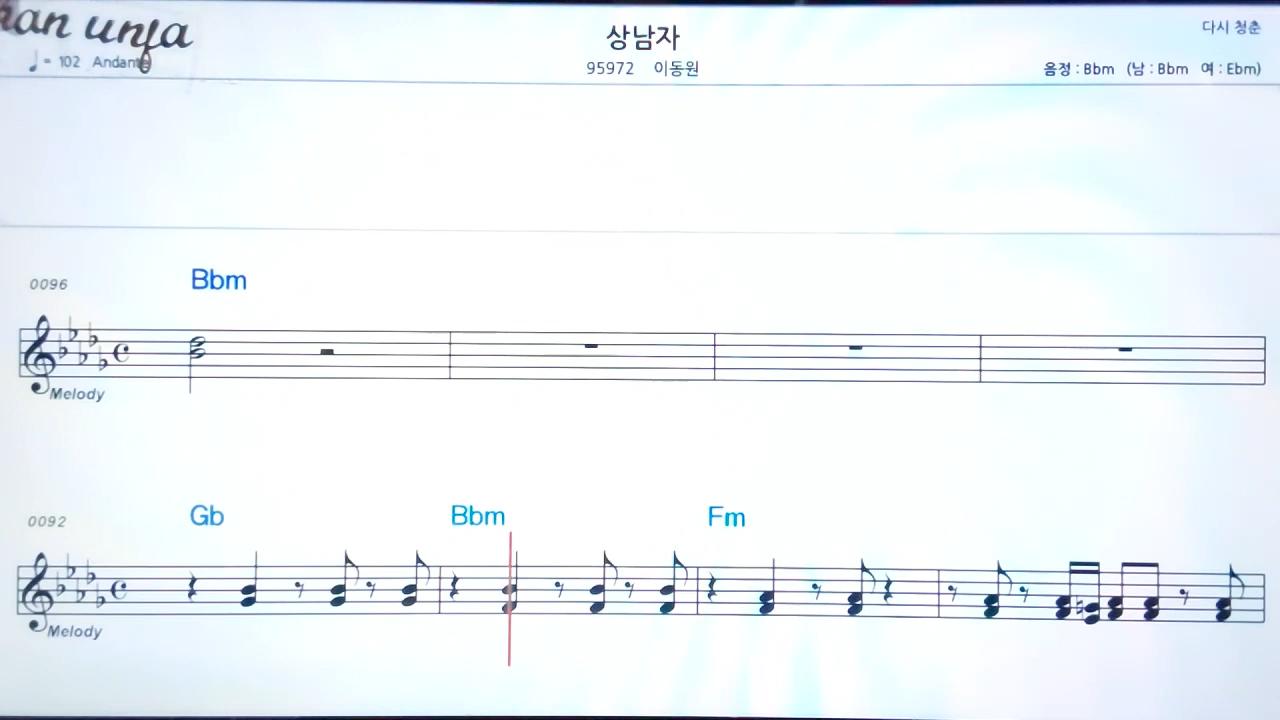 unfa
♩= 102 Andante
상남자
95972 이동원
다시 청춘
음정 : Bbm (남 : Bbm 여 : Ebm)
0096
Bbm
Melody
0092
Gb Bbm Fm
Melody